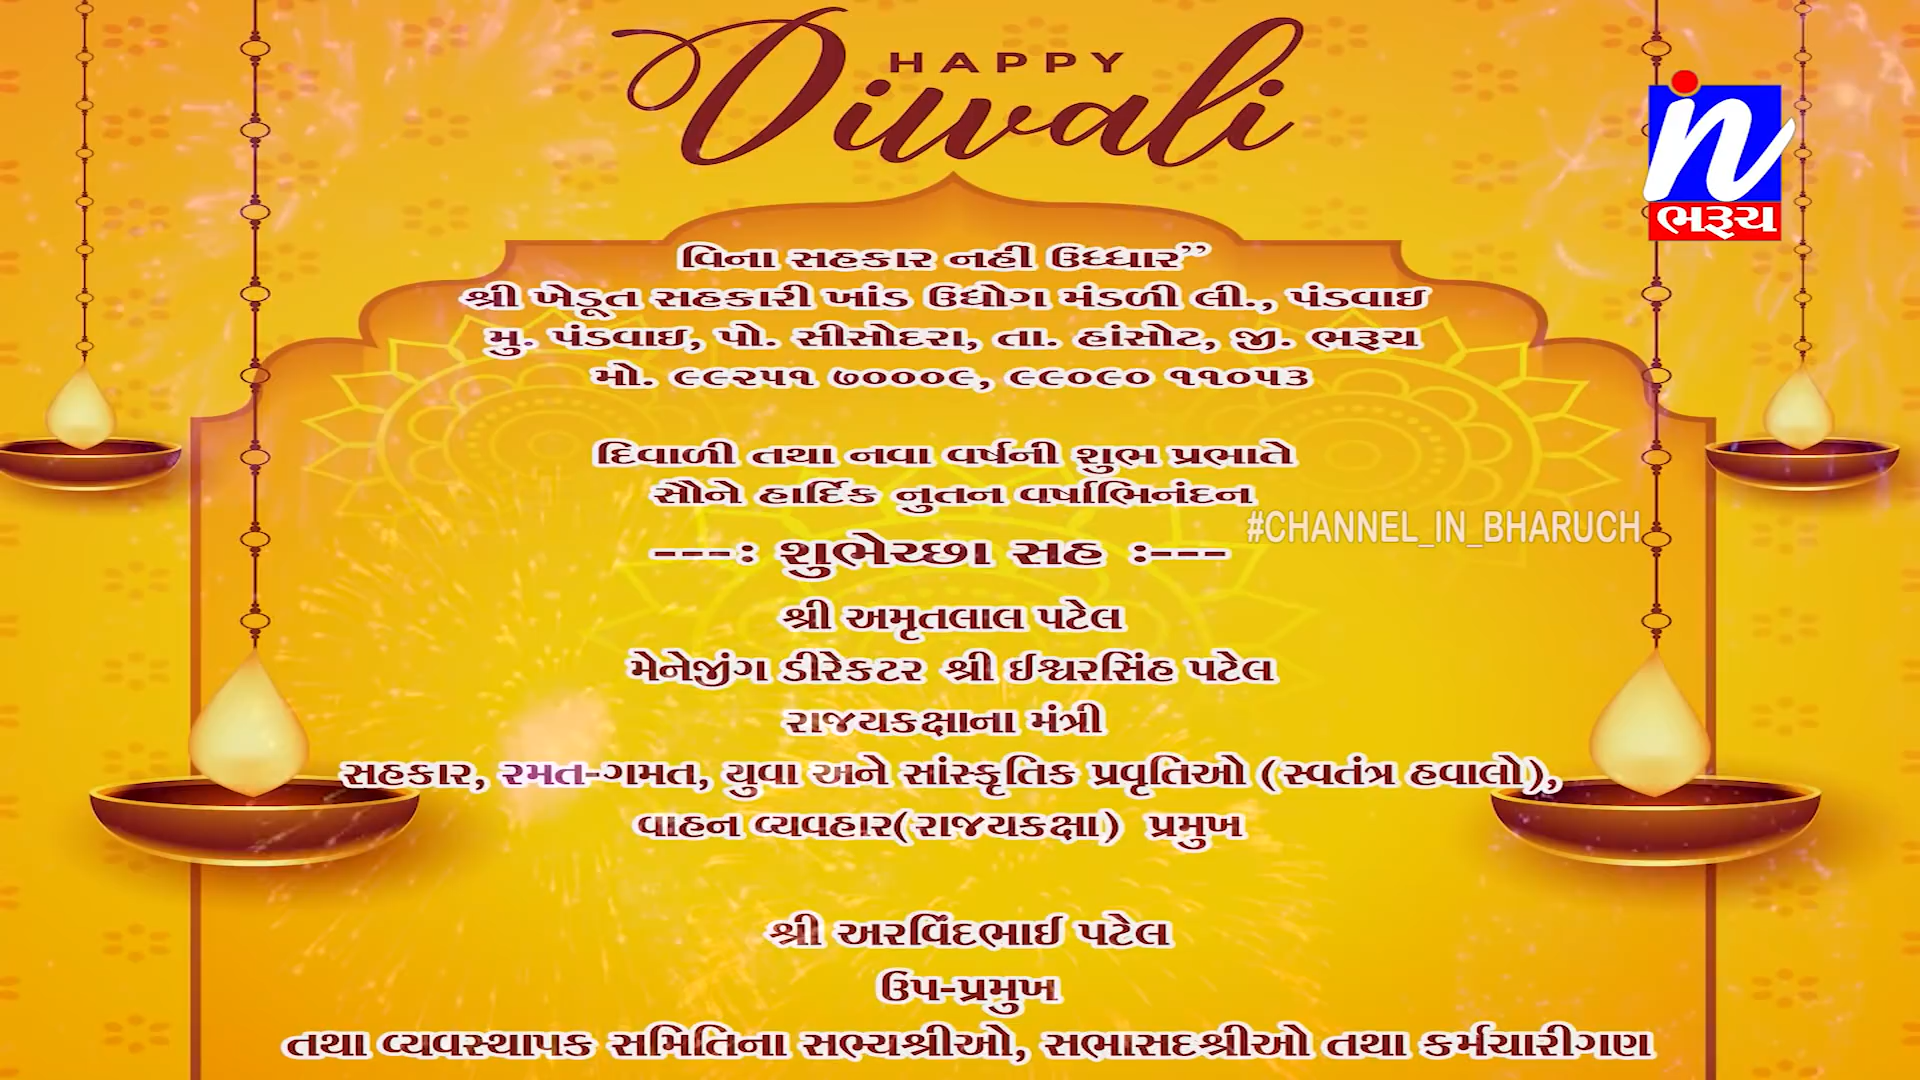 HAPPY
Diwali
in
ભરૂચ
વિના સહકાર નહીં ઉધ્ધાર”
શ્રી ખેડૂત સહકારી ખાંડ ઉદ્યોગ મંડળી લી., પંડવાઇ
મુ. પંડવાઇ, પો. સીસોદરા, તા. હાંસોટ, જી. ભરૂચ
મો. ૯૯૨૫૧ ૭૦૦૦૯, ૯૯૦૯૦ ૧૧૦૫૩
દિવાળી તથા નવા વર્ષની શુભ પ્રભાતે
સૌને હાર્દિક નુતન વર્ષાભિનંદન
#CHANNEL_IN_BHARUCH
---: શુભેચ્છા સહ :---
શ્રી અમૃતલાલ પટેલ
મેનેજીંગ ડીરેકટર શ્રી ઈશ્વરસિંહ પટેલ
રાજયકક્ષાના મંત્રી
સહકાર, રમત-ગમત, યુવા અને સાંસ્કૃતિક પ્રવૃતિઓ (સ્વતંત્ર હવાલો),
વાહન વ્યવહાર(રાજયકક્ષા) પ્રમુખ
શ્રી અરવિંદભાઈ પટેલ
ઉપ-પ્રમુખ
તથા વ્યવસ્થાપક સમિતિના સભ્યશ્રીઓ, સભાસદશ્રીઓ તથા કર્મચારીગણ